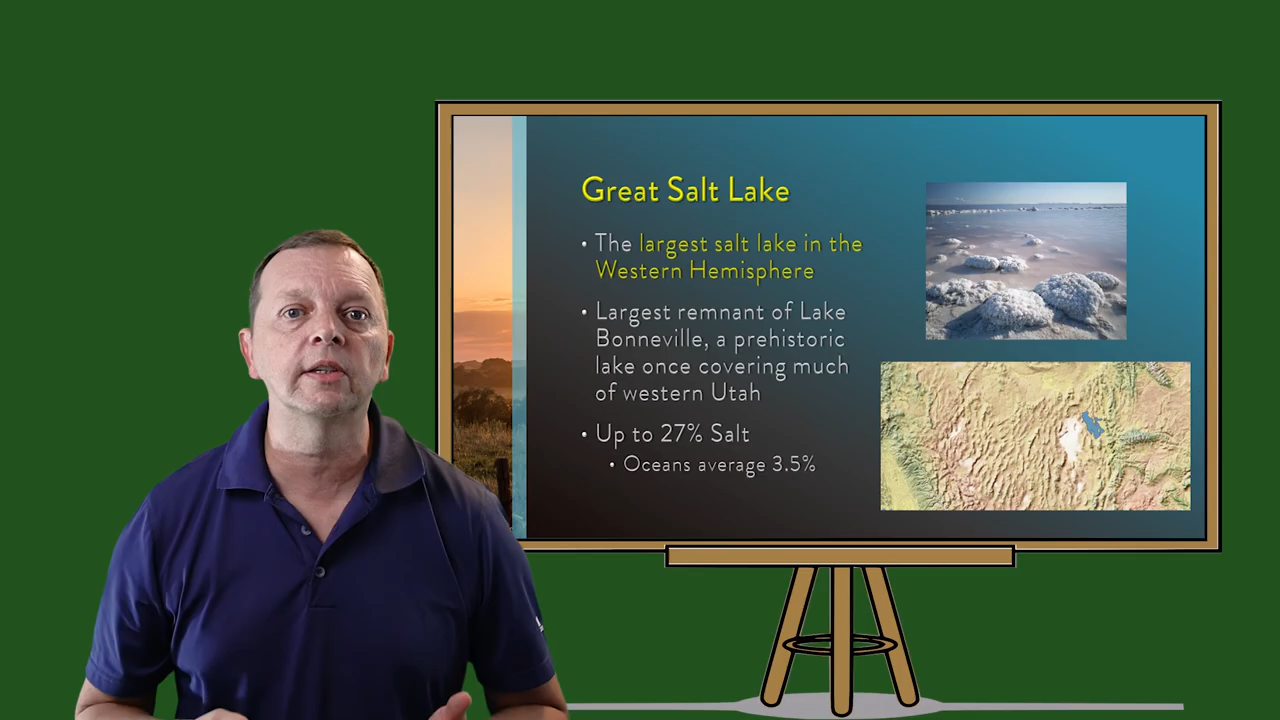 Great Salt Lake
• The largest salt lake in the
Western Hemisphere
• Largest remnant of Lake
Bonneville, a prehistoric
lake once covering much
of western Utah
• Up to 27% Salt
• Oceans average 3.5%